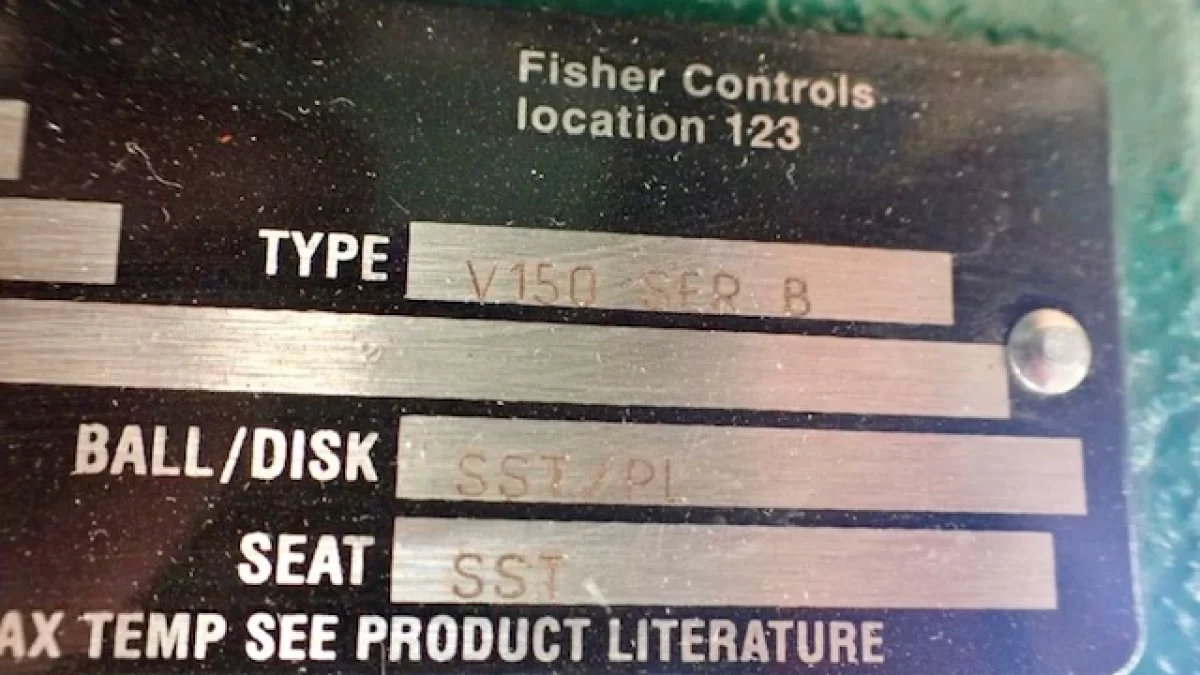 Fisher Controls
location 123
TYPE V150 SER B
BALL/DISK SST/PL
SEAT SST
AX TEMP SEE PRODUCT LITERATURE